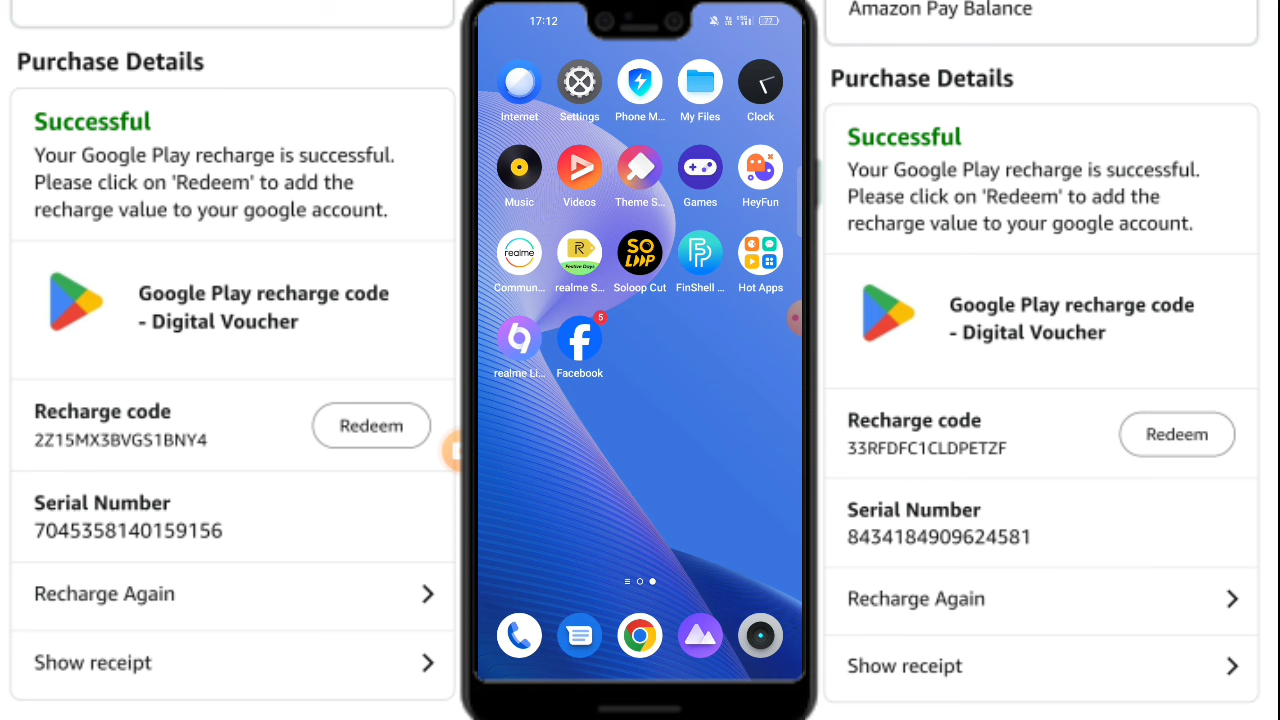 Purchase Details
Successful
Your Google Play recharge is successful.
Please click on 'Redeem' to add the
recharge value to your google account.
Google Play recharge code
- Digital Voucher
Recharge code
2Z15MX3BVGS1BNY4
Redeem
Serial Number
7045358140159156
Recharge Again
Show receipt
17:12
77
Internet
Settings
Phone M...
My Files
Clock
Music
Videos
Theme S...
Games
HeyFun
realme
Commun...
R
Festive Days
realme S...
SO
LOOP
Soloop Cut
FinShell ...
Hot Apps
realme Li...
5
Facebook
Amazon Pay Balance
Purchase Details
Successful
Your Google Play recharge is successful.
Please click on 'Redeem' to add the
recharge value to your google account.
Google Play recharge code
- Digital Voucher
Recharge code
33RFDFC1CLDPETZF
Redeem
Serial Number
8434184909624581
Recharge Again
Show receipt